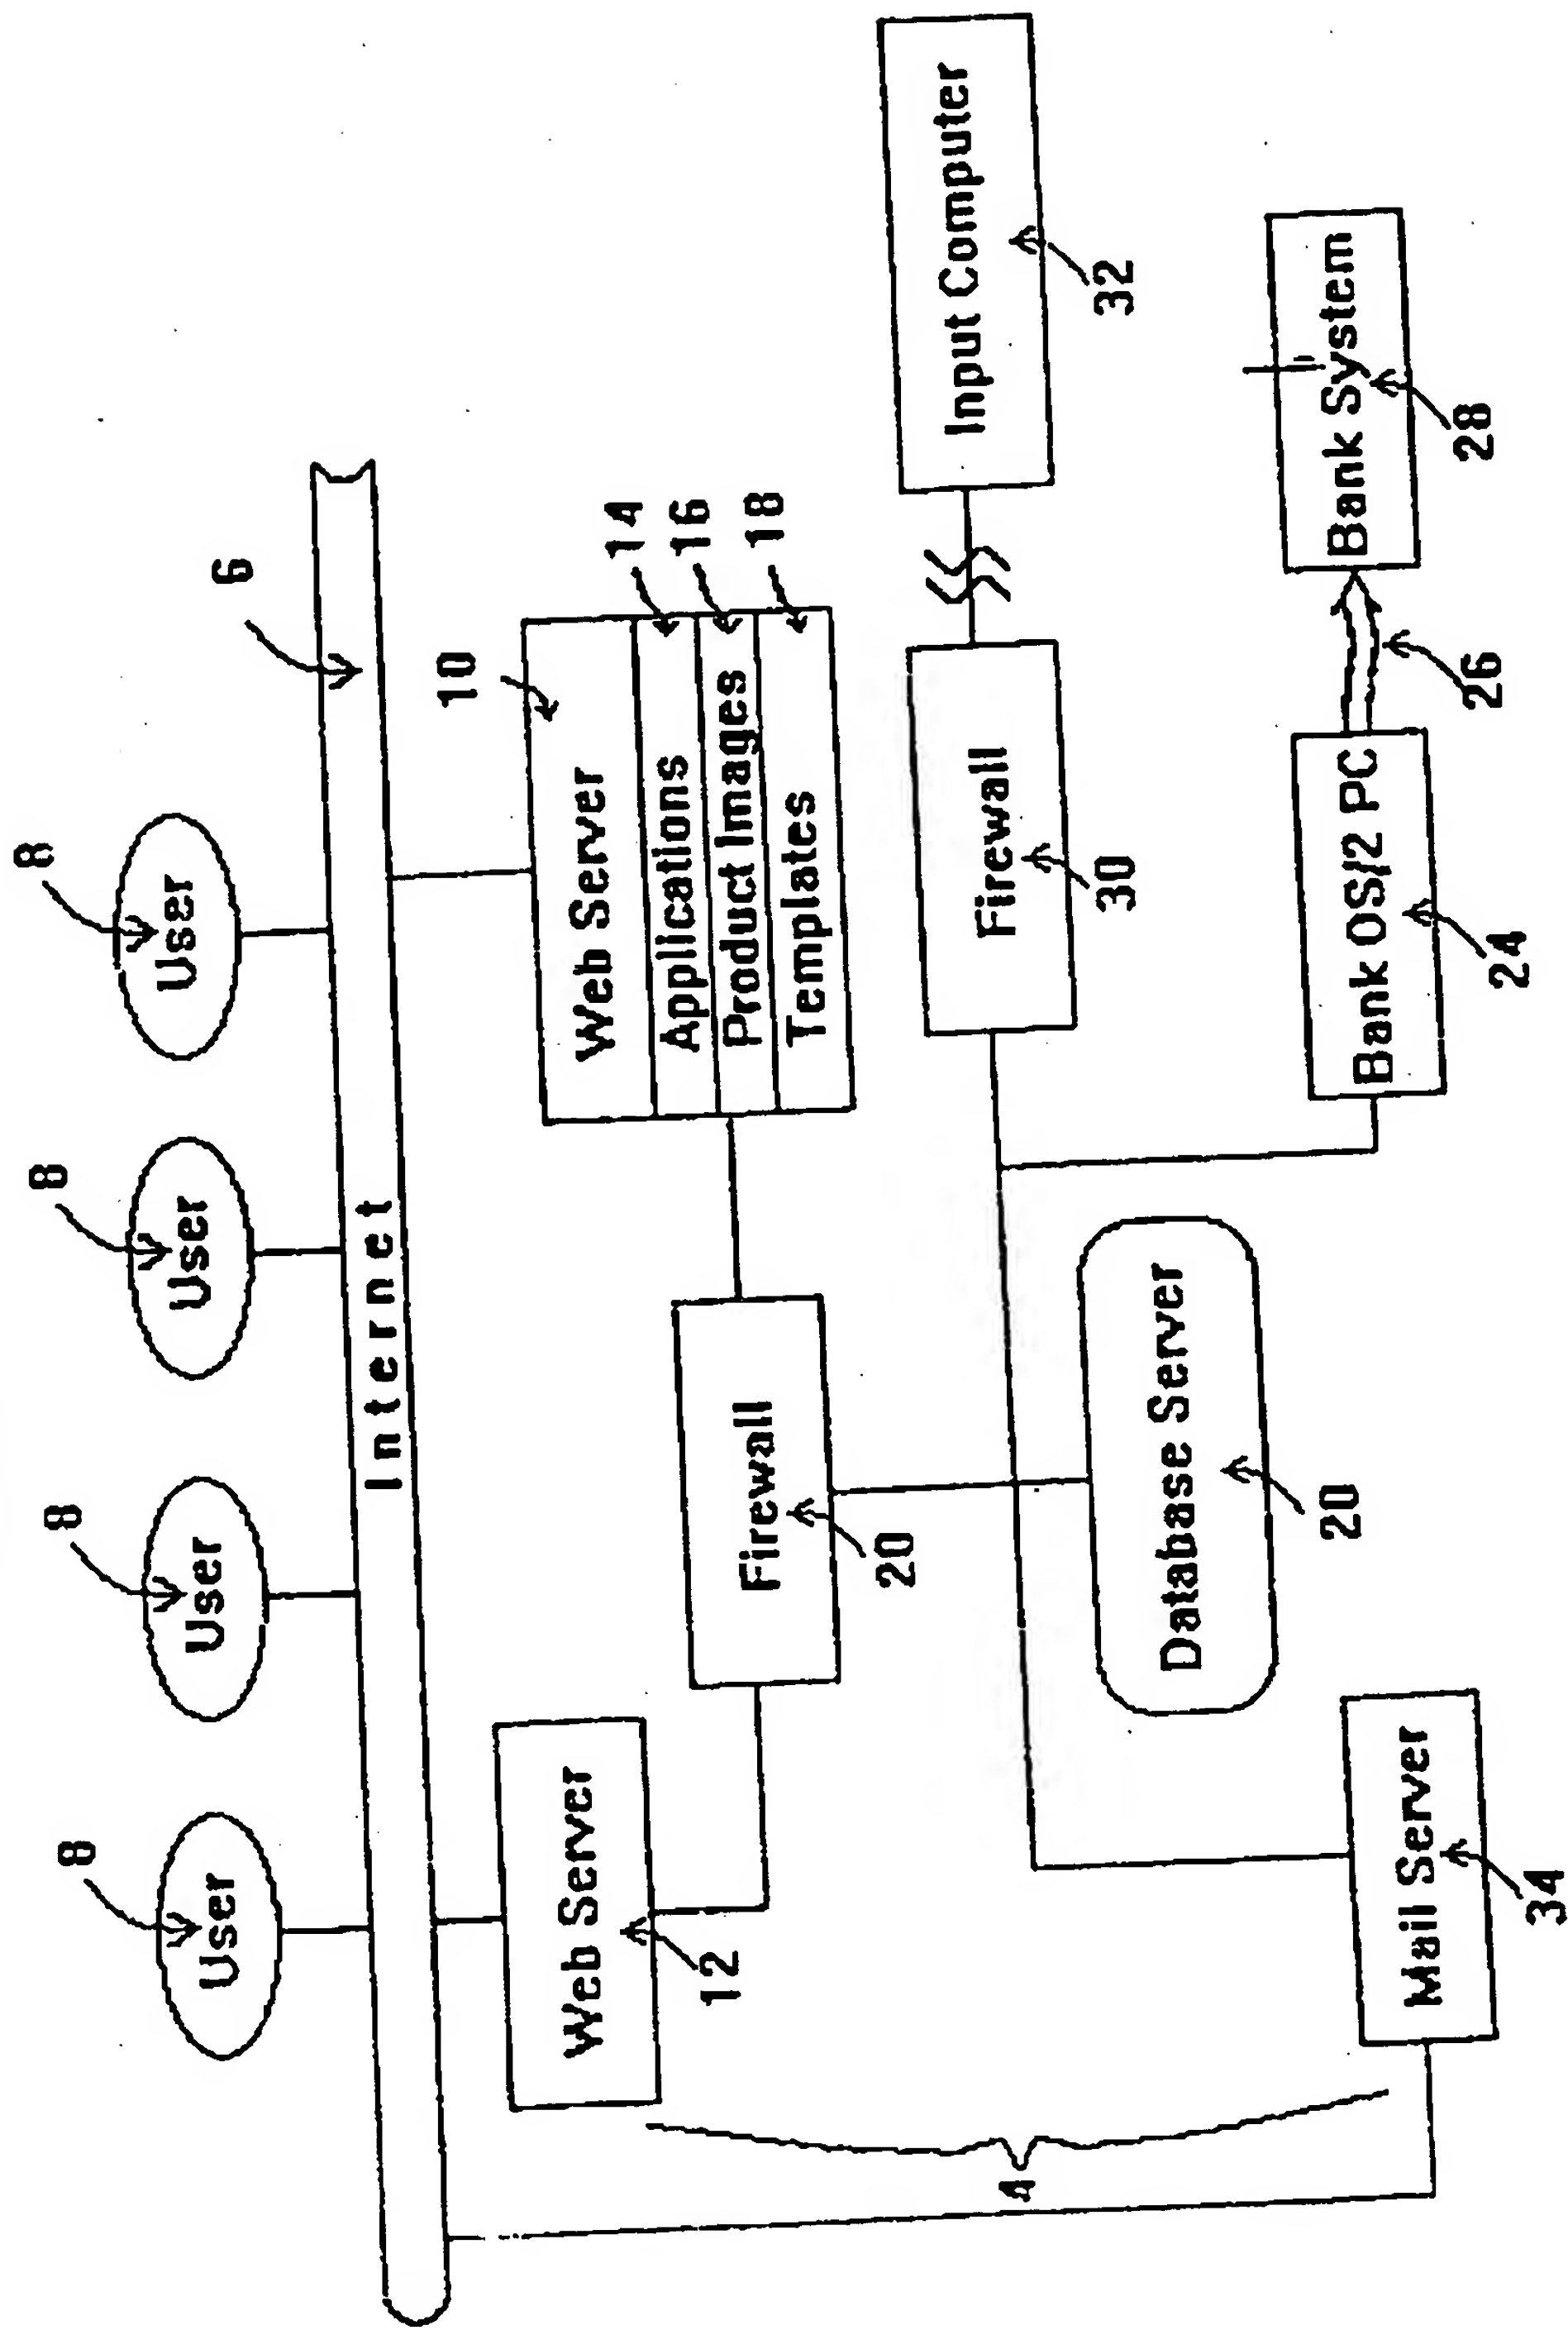 8
8
8
8
User
User
User
User
6
Internet
10
Web Server
12
Web Server
14
Applications
16
Product Images
18
Templates
Firewall
20
Firewall
30
Input Computer
32
Database Server
20
Bank OS/2 PC
24
26
Bank System
28
Mail Server
34